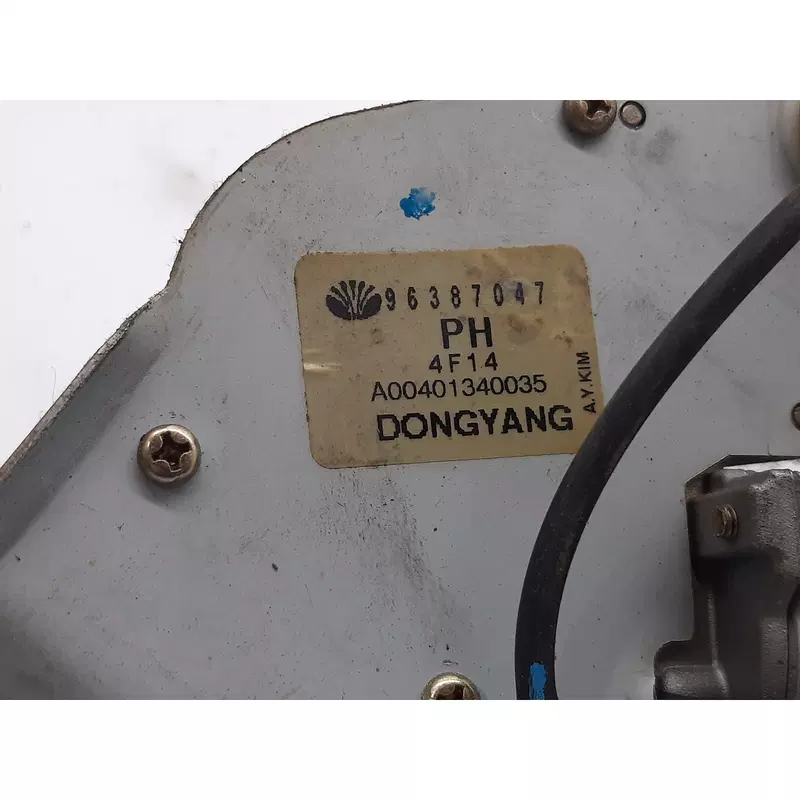 96387047
PH
4F14
A00401340035
DONGYANG
A.Y.KIM